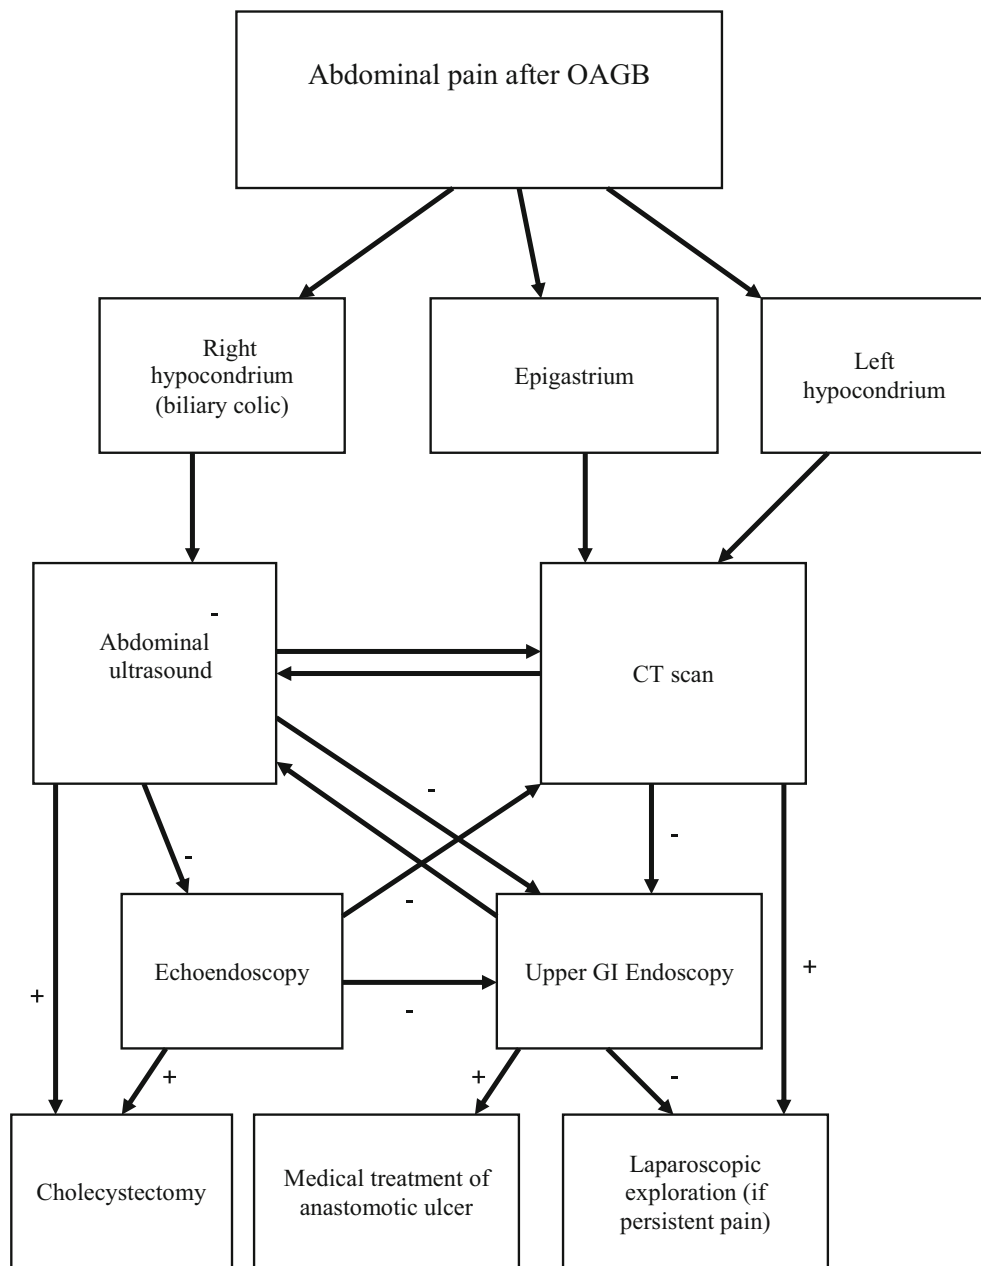 Abdominal pain after OAGB
Right
hypocondrium
(biliary colic)
Epigastrium
Left
hypocondrium
-
Abdominal
ultrasound
CT scan
-
-
-
-
Echoendoscopy
Upper GI Endoscopy
+
+
-
+
+
-
Cholecystectomy
Medical treatment of
anastomotic ulcer
Laparoscopic
exploration (if
persistent pain)